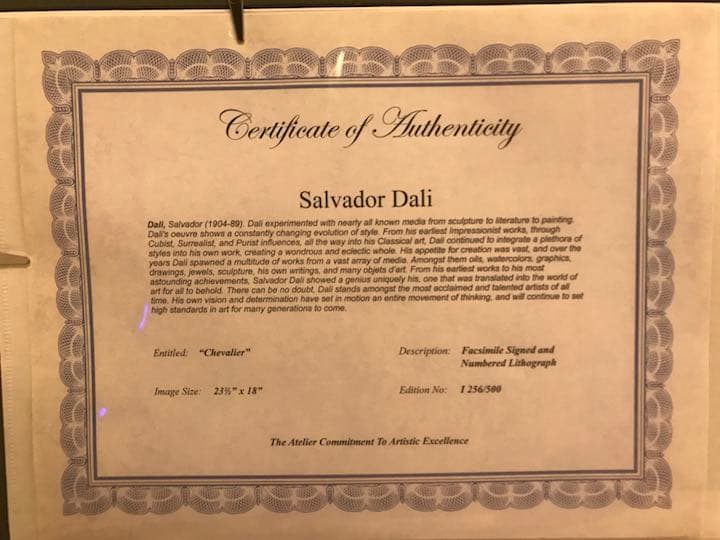 Certificate of Authenticity
Salvador Dali
Dali, Salvador (1904-89). Dali experimented with nearly all known media from sculpture to literature to painting.
Dali's oeuvre shows a constantly changing evolution of style. From his earliest Impressionist works, through
Cubist, Surrealist, and Purist influences, all the way into his Classical art, Dali continued to integrate a plethora of
styles into his own work, creating a wondrous and eclectic whole. His appetite for creation was vast, and over the
years Dali spawned a multitude of works from a vast array of media. Amongst them oils, watercolors, graphics,
drawings, jewels, sculpture, his own writings, and many objets d'art. From his earliest works to his most
astounding achievements, Salvador Dali showed a genius uniquely his, one that was translated into the world of
art for all to behold. There can be no doubt, Dali stands amongst the most acclaimed and talented artists of all
time. His own vision and determination have set in motion an entire movement of thinking, and will continue to set
high standards in art for many generations to come.
Entitled: "Chevalier"
Description: Facsimile Signed and
Numbered Lithograph
Image Size: 23½" x 18"
Edition No: I 256/500
The Atelier Commitment To Artistic Excellence